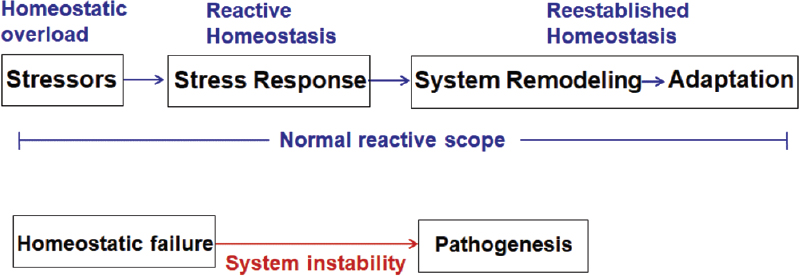 Homeostatic
overload
Reactive
Homeostasis
Reestablished
Homeostasis
Stressors
Stress Response
System Remodeling
Adaptation
Normal reactive scope
Homeostatic failure
System instability
Pathogenesis